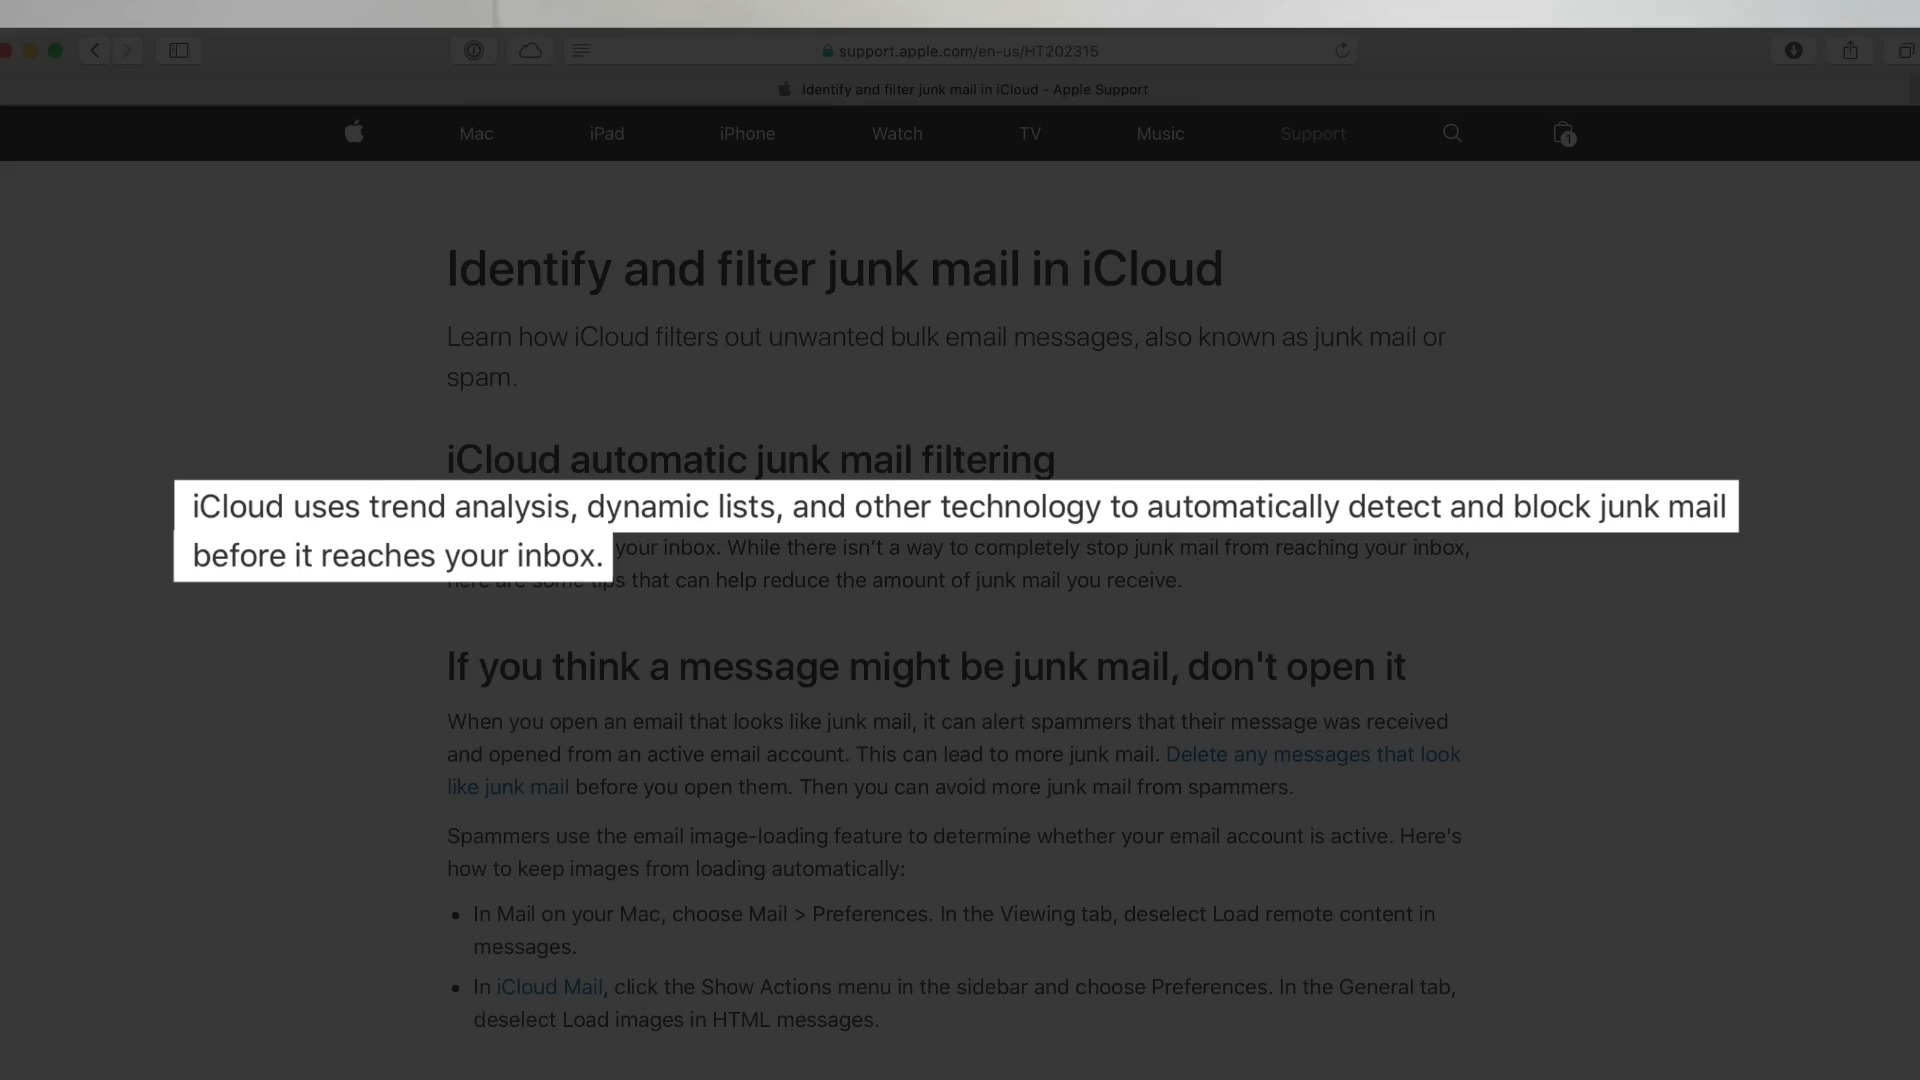 support.apple.com/en-us/HT202315
Identify and filter junk mail in iCloud - Apple Support
Mac iPad iPhone Watch TV Music Support 1
Identify and filter junk mail in iCloud
Learn how iCloud filters out unwanted bulk email messages, also known as junk mail or
spam.
iCloud automatic junk mail filtering
iCloud uses trend analysis, dynamic lists, and other technology to automatically detect and block junk mail
before it reaches your inbox.
your inbox. While there isn’t a way to completely stop junk mail from reaching your inbox,
here are some tips that can help reduce the amount of junk mail you receive.
If you think a message might be junk mail, don't open it
When you open an email that looks like junk mail, it can alert spammers that their message was received
and opened from an active email account. This can lead to more junk mail. Delete any messages that look
like junk mail before you open them. Then you can avoid more junk mail from spammers.
Spammers use the email image-loading feature to determine whether your email account is active. Here's
how to keep images from loading automatically:
• In Mail on your Mac, choose Mail > Preferences. In the Viewing tab, deselect Load remote content in
messages.
• In iCloud Mail, click the Show Actions menu in the sidebar and choose Preferences. In the General tab,
deselect Load images in HTML messages.